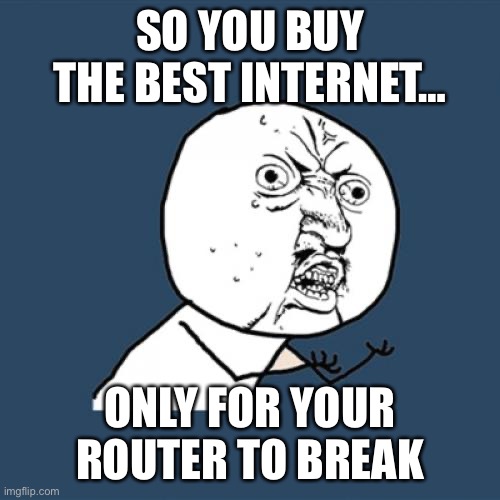 SO YOU BUY
THE BEST INTERNET...
ONLY FOR YOUR
ROUTER TO BREAK
imgflip.com